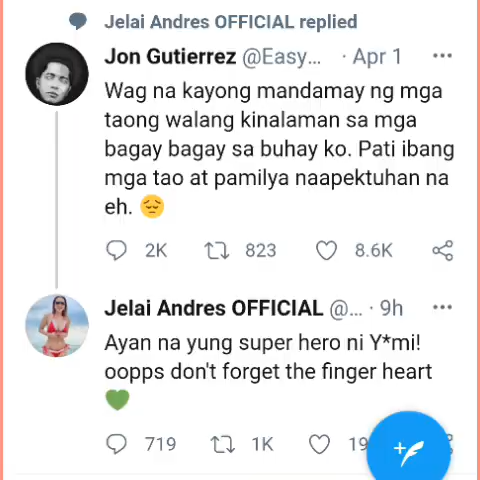 Jelai Andres OFFICIAL replied
Jon Gutierrez @Easy... · Apr 1
Wag na kayong mandamay ng mga
taong walang kinalaman sa mga
bagay bagay sa buhay ko. Pati ibang
mga tao at pamilya naapektuhan na
eh. 😔
2K 823 8.6K
Jelai Andres OFFICIAL @... · 9h
Ayan na yung super hero ni Y*mi!
oopps don't forget the finger heart
💚
719 1K 19